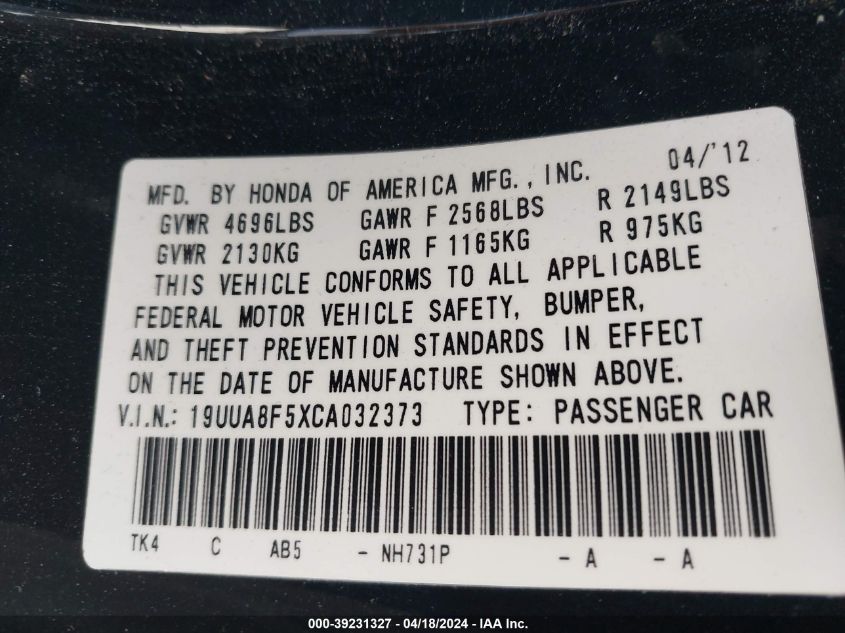 MFD. BY HONDA OF AMERICA MFG., INC. 04/'12
GVWR 4696LBS GAWR F 2568LBS R 2149LBS
GVWR 2130KG GAWR F 1165KG R 975KG
THIS VEHICLE CONFORMS TO ALL APPLICABLE
FEDERAL MOTOR VEHICLE SAFETY, BUMPER,
AND THEFT PREVENTION STANDARDS IN EFFECT
ON THE DATE OF MANUFACTURE SHOWN ABOVE.
V.I.N.: 19UUA8F5XCA032373 TYPE: PASSENGER CAR
TK4 C AB5 - NH731P - A - A
000-39231327 - 04/18/2024 - IAA Inc.